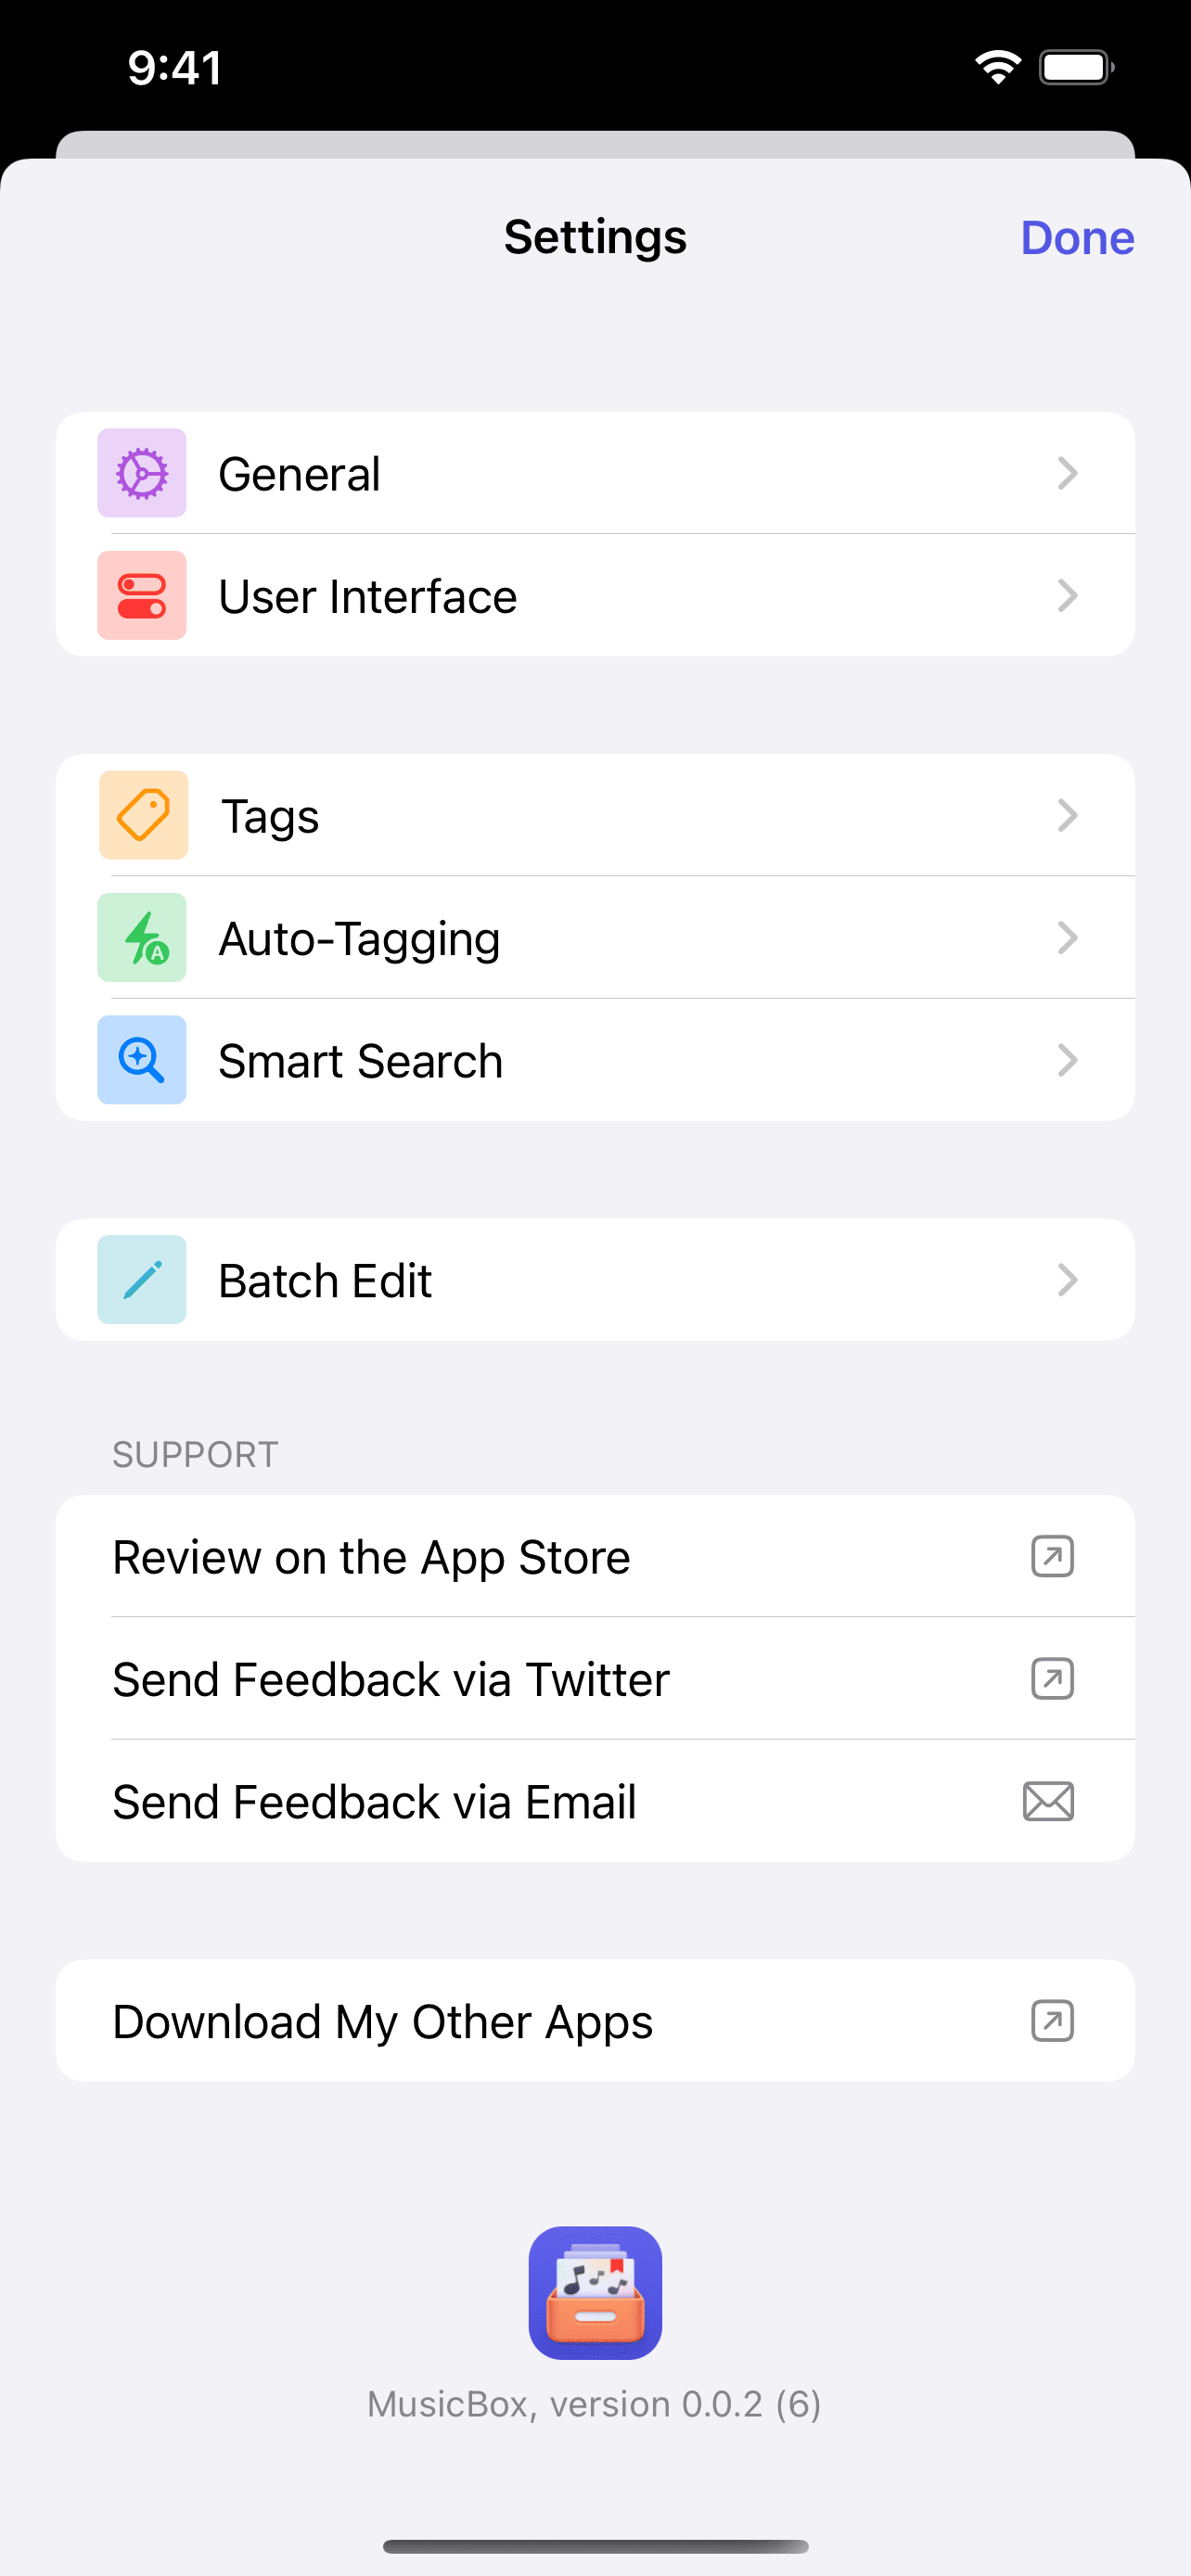 9:41
Settings
Done
General
User Interface
Tags
Auto-Tagging
A
Smart Search
Batch Edit
SUPPORT
Review on the App Store
Send Feedback via Twitter
Send Feedback via Email
Download My Other Apps
MusicBox, version 0.0.2 (6)